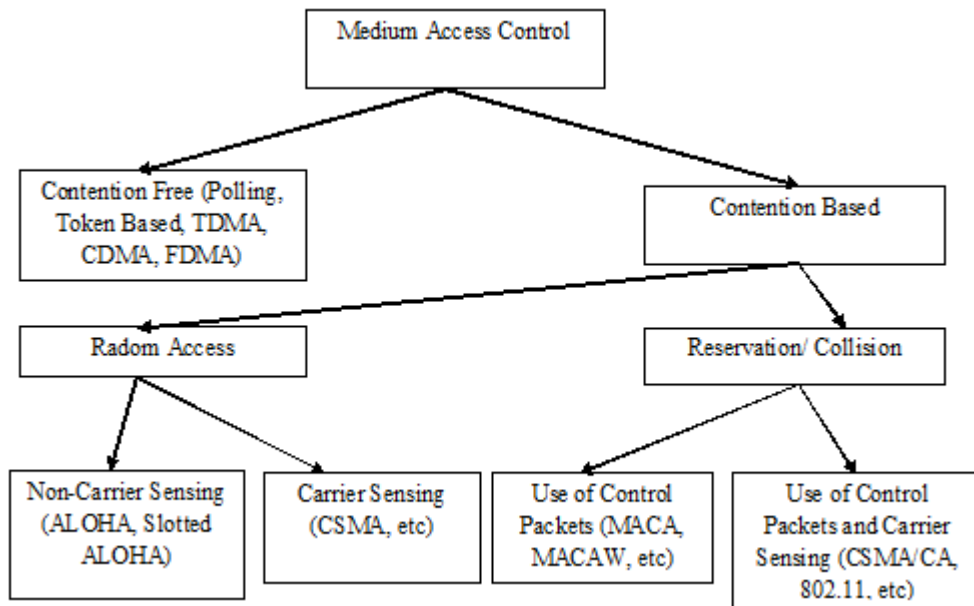 Medium Access Control
Contention Free (Polling,
Token Based, TDMA,
CDMA, FDMA)
Contention Based
Radom Access
Reservation/ Collision
Non-Carrier Sensing
(ALOHA, Slotted
ALOHA)
Carrier Sensing
(CSMA, etc)
Use of Control
Packets (MACA,
MACAW, etc)
Use of Control
Packets and Carrier
Sensing (CSMA/CA,
802.11, etc)